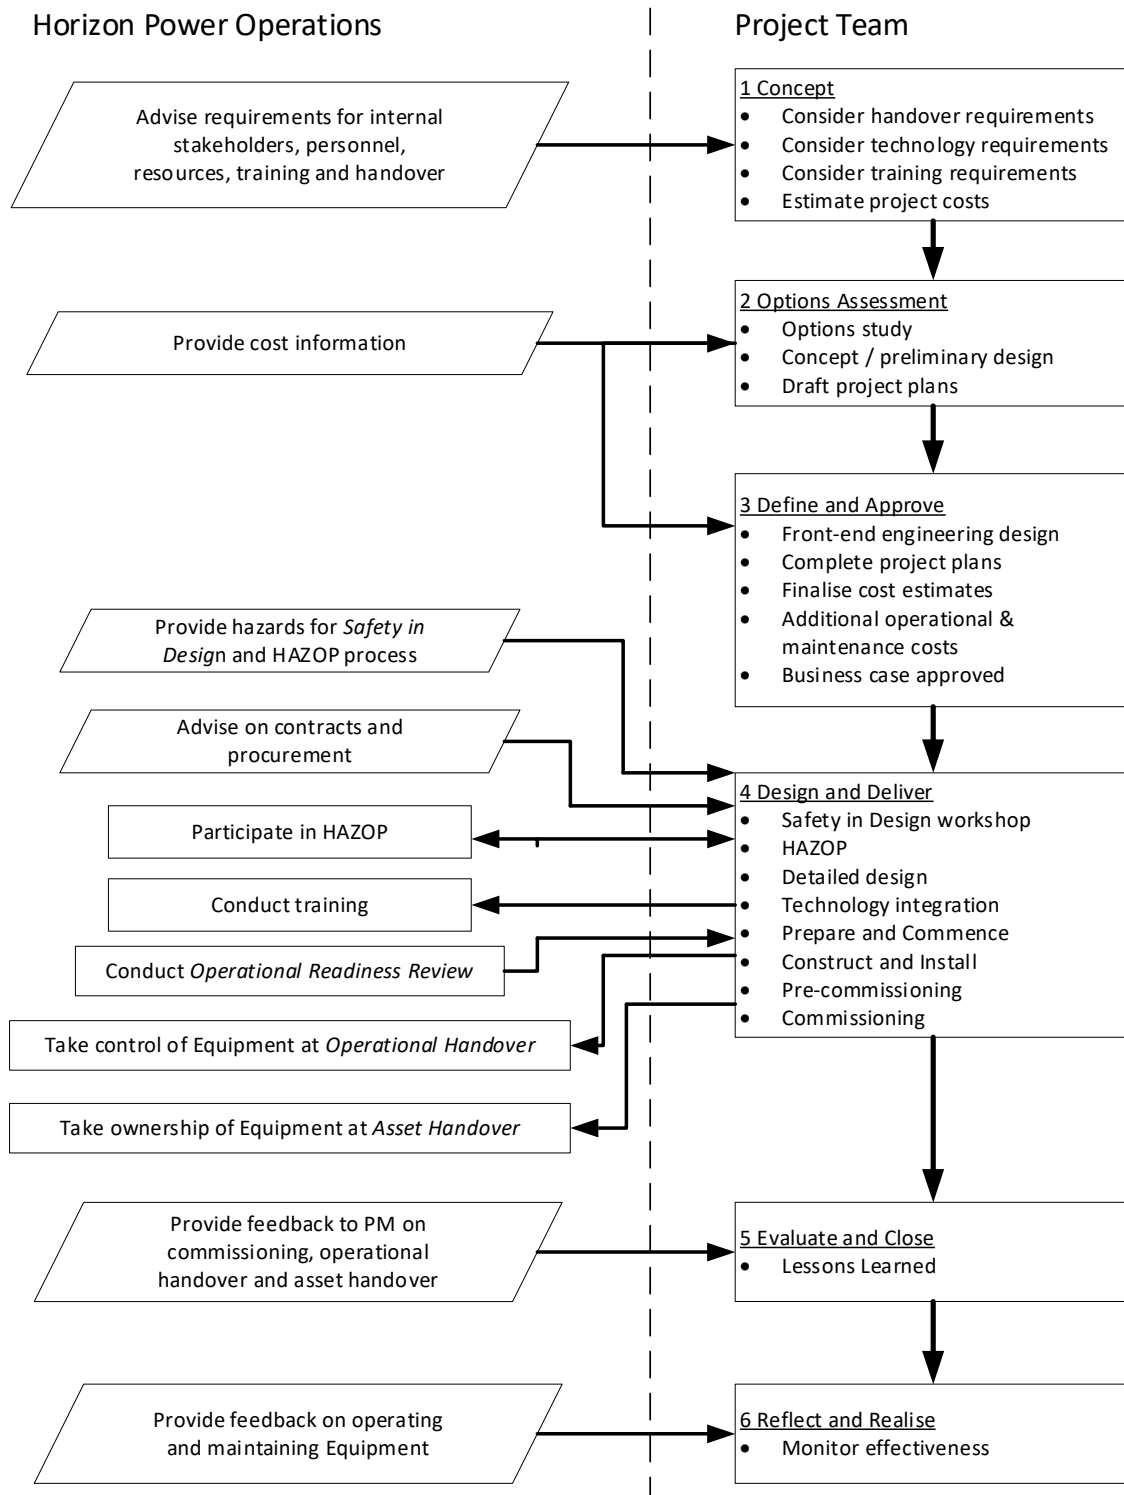 Horizon Power Operations
Project Team
Advise requirements for internal
stakeholders, personnel,
resources, training and handover
1 Concept
• Consider handover requirements
• Consider technology requirements
• Consider training requirements
• Estimate project costs
Provide cost information
2 Options Assessment
• Options study
• Concept / preliminary design
• Draft project plans
3 Define and Approve
• Front-end engineering design
• Complete project plans
• Finalise cost estimates
• Additional operational &
maintenance costs
• Business case approved
Provide hazards for Safety in
Design and HAZOP process
Advise on contracts and
procurement
Participate in HAZOP
Conduct training
Conduct Operational Readiness Review
Take control of Equipment at Operational Handover
Take ownership of Equipment at Asset Handover
4 Design and Deliver
• Safety in Design workshop
• HAZOP
• Detailed design
• Technology integration
• Prepare and Commence
• Construct and Install
• Pre-commissioning
• Commissioning
Provide feedback to PM on
commissioning, operational
handover and asset handover
5 Evaluate and Close
• Lessons Learned
Provide feedback on operating
and maintaining Equipment
6 Reflect and Realise
• Monitor effectiveness